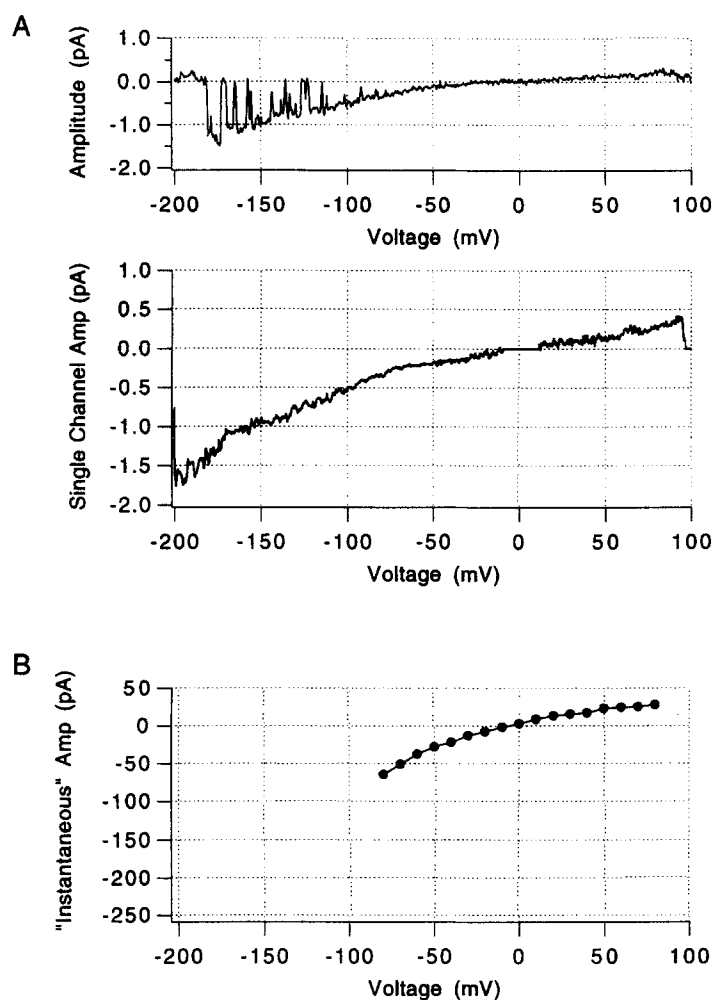 A
Amplitude (pA)
1.0
0.0
-1.0
-2.0
-200 -150 -100 -50 0 50 100
Voltage (mV)
Single Channel Amp (pA)
1.0
0.5
0.0
-0.5
-1.0
-1.5
-2.0
-200 -150 -100 -50 0 50 100
Voltage (mV)
B
"Instantaneous" Amp (pA)
50
0
-50
-100
-150
-200
-250
-200 -150 -100 -50 0 50 100
Voltage (mV)